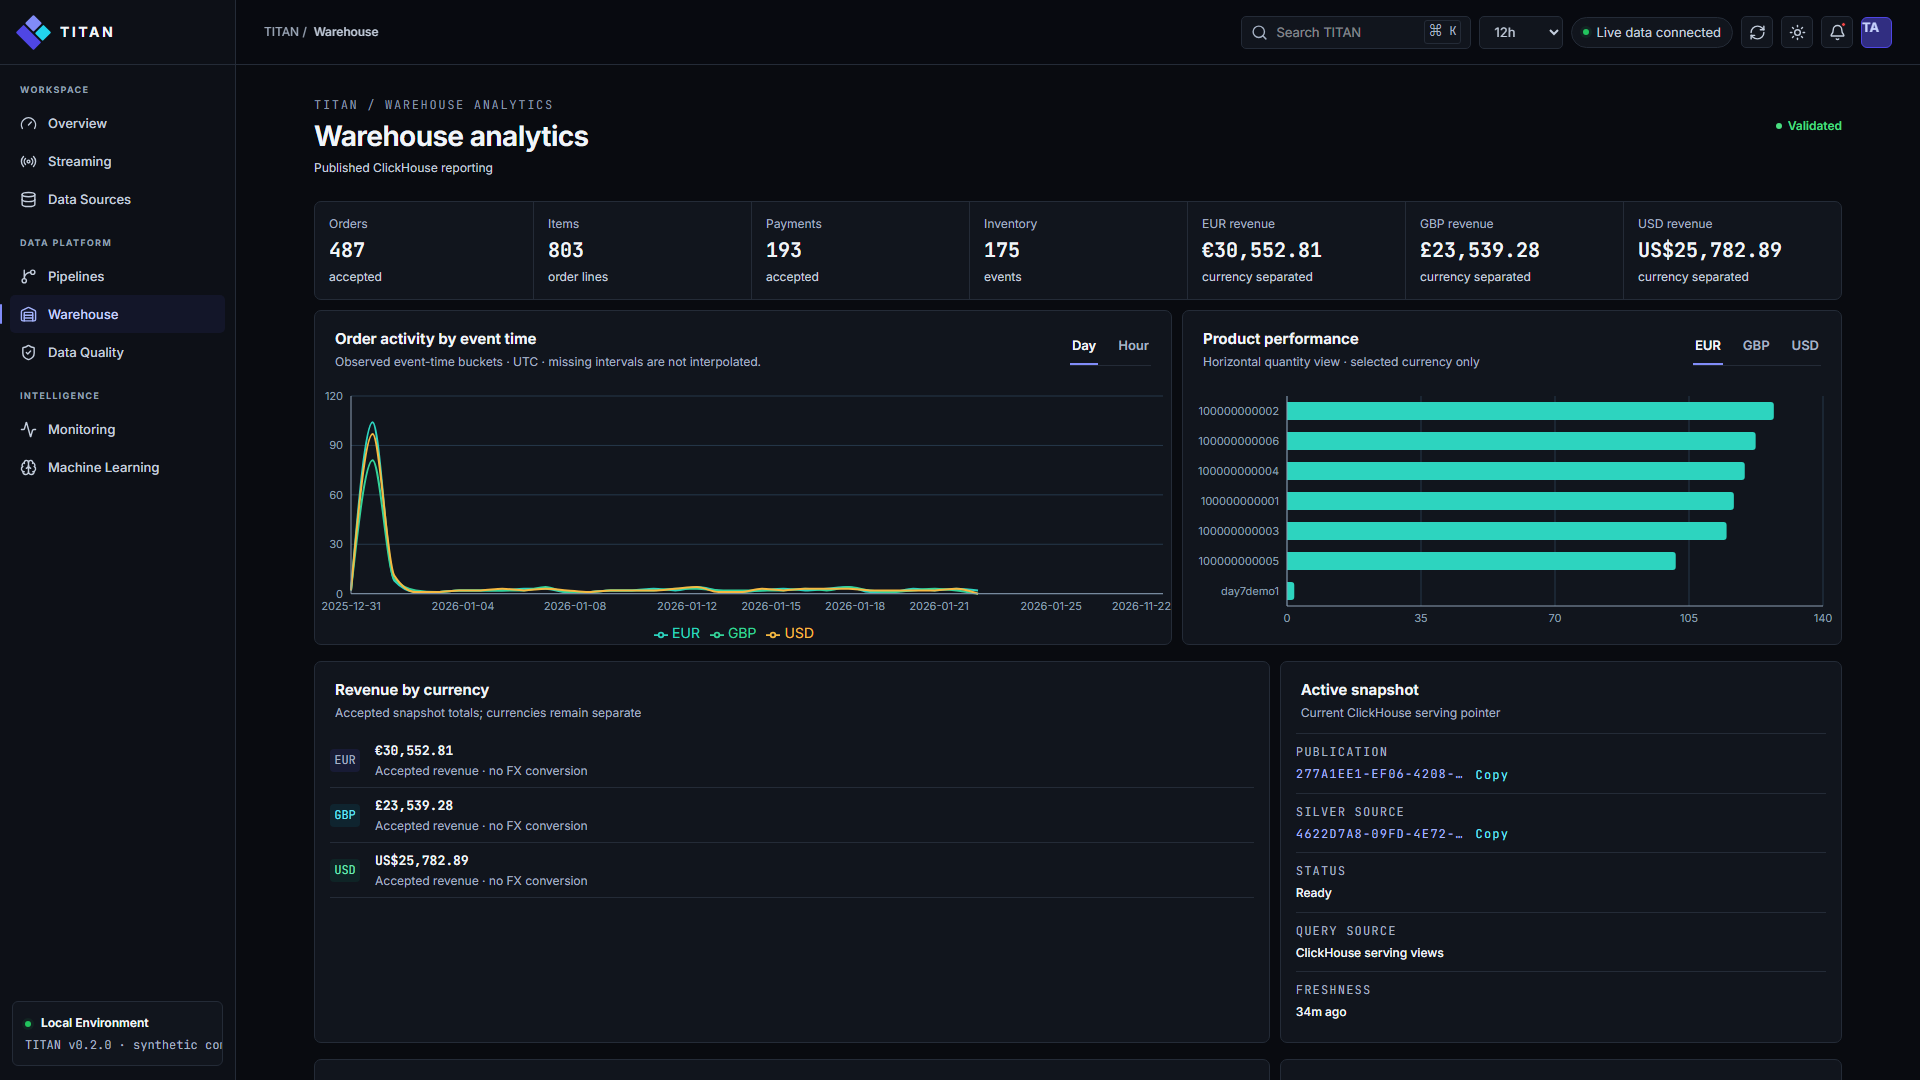 TITAN
TITAN / Warehouse
Search TITAN
⌘ K
12h
Live data connected
TA
WORKSPACE
Overview
Streaming
Data Sources
DATA PLATFORM
Pipelines
Warehouse
Data Quality
INTELLIGENCE
Monitoring
Machine Learning
Local Environment
TITAN v0.2.0 · synthetic co
TITAN / WAREHOUSE ANALYTICS
Warehouse analytics
Published ClickHouse reporting
Validated
Orders
487
accepted
Items
803
order lines
Payments
193
accepted
Inventory
175
events
EUR revenue
€30,552.81
currency separated
GBP revenue
£23,539.28
currency separated
USD revenue
US$25,782.89
currency separated
Order activity by event time
Observed event-time buckets · UTC · missing intervals are not interpolated.
Day Hour
120
90
60
30
0
2025-12-31 2026-01-04 2026-01-08 2026-01-12 2026-01-15 2026-01-18 2026-01-21 2026-01-25 2026-11-22
EUR GBP USD
Product performance
Horizontal quantity view · selected currency only
EUR GBP USD
100000000002
100000000006
100000000004
100000000001
100000000003
100000000005
day7demo1
0 35 70 105 140
Revenue by currency
Accepted snapshot totals; currencies remain separate
EUR
€30,552.81
Accepted revenue · no FX conversion
GBP
£23,539.28
Accepted revenue · no FX conversion
USD
US$25,782.89
Accepted revenue · no FX conversion
Active snapshot
Current ClickHouse serving pointer
PUBLICATION
277A1EE1-EF06-4208-… Copy
SILVER SOURCE
4622D7A8-09FD-4E72-… Copy
STATUS
Ready
QUERY SOURCE
ClickHouse serving views
FRESHNESS
34m ago